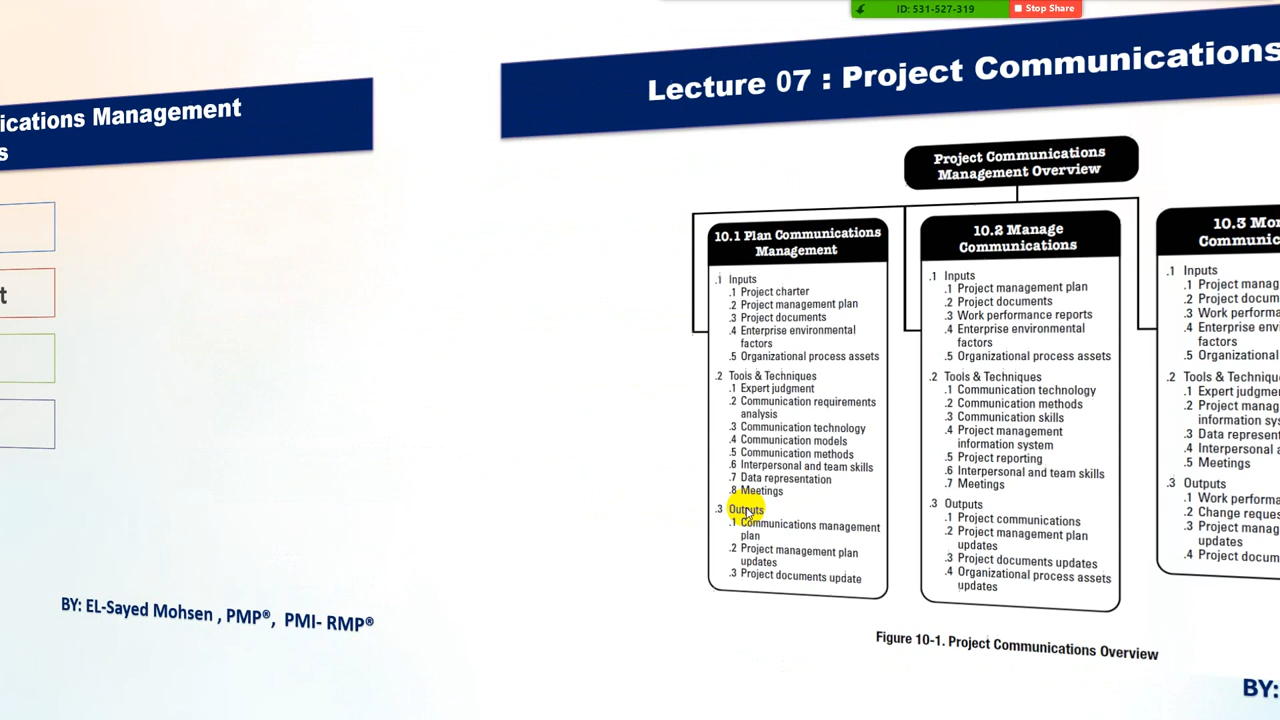 ID: 531-527-319
Stop Share
ications Management
s
t
BY: EL-Sayed Mohsen , PMP®, PMI- RMP®
Lecture 07 : Project Communications
Project Communications
Management Overview
10.1 Plan Communications
Management
.1 Inputs
.1 Project charter
.2 Project management plan
.3 Project documents
.4 Enterprise environmental
factors
.5 Organizational process assets
.2 Tools & Techniques
.1 Expert judgment
.2 Communication requirements
analysis
.3 Communication technology
.4 Communication models
.5 Communication methods
.6 Interpersonal and team skills
.7 Data representation
.8 Meetings
.3 Outputs
.1 Communications management
plan
.2 Project management plan
updates
.3 Project documents update
10.2 Manage
Communications
.1 Inputs
.1 Project management plan
.2 Project documents
.3 Work performance reports
.4 Enterprise environmental
factors
.5 Organizational process assets
.2 Tools & Techniques
.1 Communication technology
.2 Communication methods
.3 Communication skills
.4 Project management
information system
.5 Project reporting
.6 Interpersonal and team skills
.7 Meetings
.3 Outputs
.1 Project communications
.2 Project management plan
updates
.3 Project documents updates
.4 Organizational process assets
updates
10.3 Mo
Communic
.1 Inputs
.1 Project manag
.2 Project docum
.3 Work performa
.4 Enterprise envi
factors
.5 Organizational
.2 Tools & Techniqu
.1 Expert judgme
.2 Project manag
information sy
.3 Data represent
.4 Interpersonal a
.5 Meetings
.3 Outputs
.1 Work performa
.2 Change reques
.3 Project manag
updates
.4 Project docum
Figure 10-1. Project Communications Overview
BY: